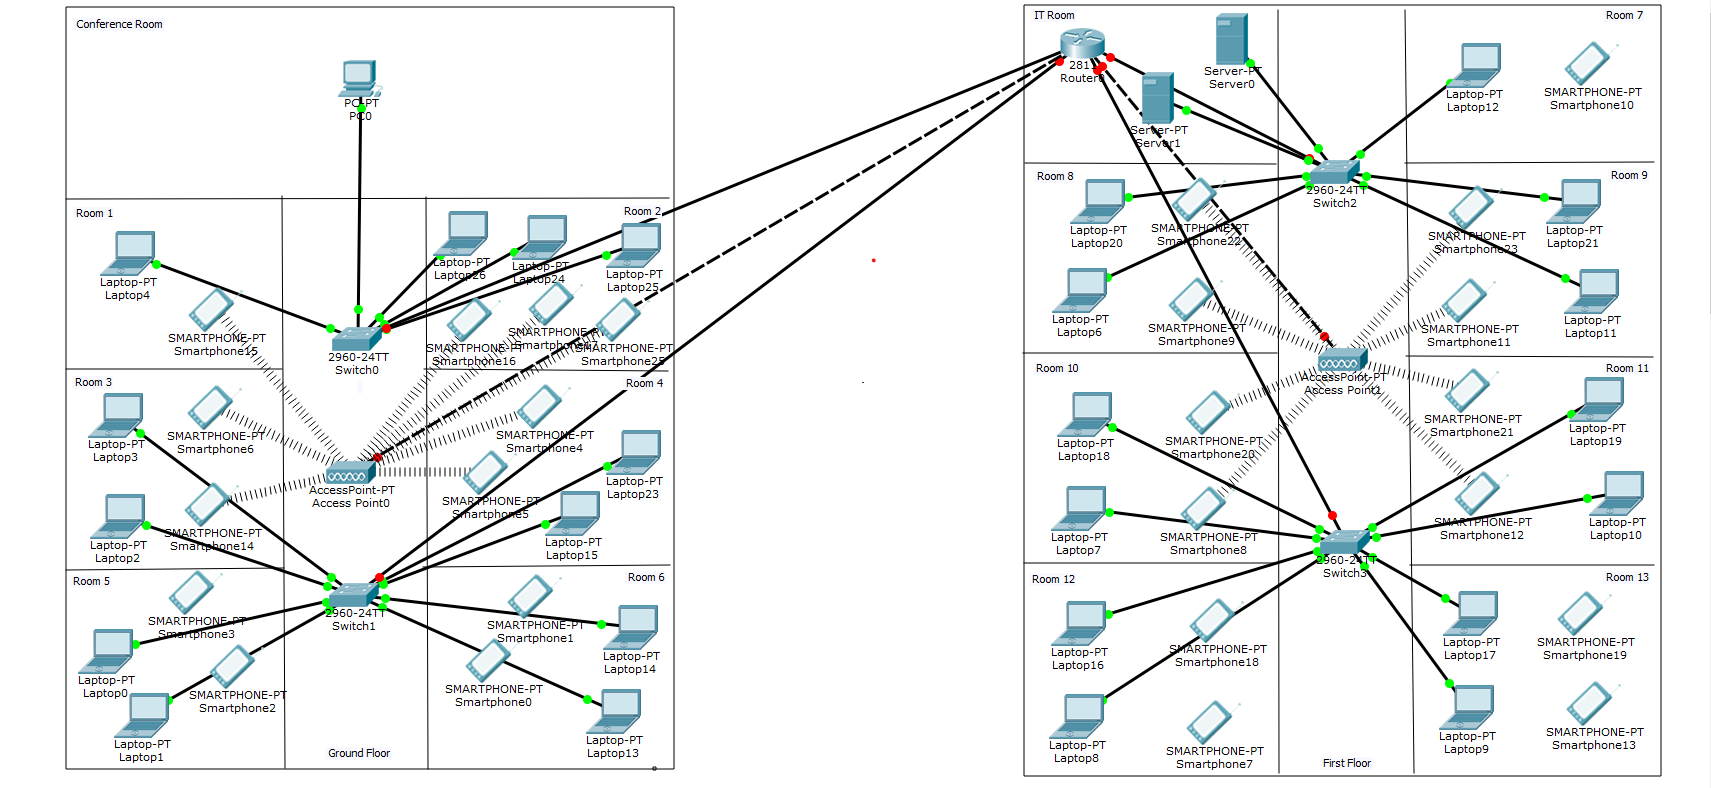 Conference Room
PC-PT
PC0
Room 1
Laptop-PT
Laptop4
SMARTPHONE-PT
Smartphone15
2960-24TT
Switch0
Room 2
Laptop-PT
Laptop26
Laptop-PT
Laptop24
Laptop-PT
Laptop25
SMARTPHONE-PT
Smartphone16
SMARTPHONE-PT
SMARTPHONE-PT
Smartphone25
Room 3
Laptop-PT
Laptop3
SMARTPHONE-PT
Smartphone6
Laptop-PT
Laptop2
SMARTPHONE-PT
Smartphone14
AccessPoint-PT
Access Point0
Room 4
SMARTPHONE-PT
Smartphone4
SMARTPHONE-PT
Smartphone5
Laptop-PT
Laptop23
Laptop-PT
Laptop15
Room 5
SMARTPHONE-PT
Smartphone3
Laptop-PT
Laptop0
SMARTPHONE-PT
Smartphone2
Laptop-PT
Laptop1
2960-24TT
Switch1
Ground Floor
Room 6
SMARTPHONE-PT
Smartphone1
Laptop-PT
Laptop14
SMARTPHONE-PT
Smartphone0
Laptop-PT
Laptop13
IT Room
2811
Router0
Server-PT
Server0
Server-PT
Server1
Room 7
Laptop-PT
Laptop12
SMARTPHONE-PT
Smartphone10
2960-24TT
Switch2
Room 8
Laptop-PT
Laptop20
SMARTPHONE-PT
Smartphone22
Laptop-PT
Laptop6
SMARTPHONE-PT
Smartphone9
Room 9
SMARTPHONE-PT
Smartphone23
Laptop-PT
Laptop21
SMARTPHONE-PT
Smartphone11
Laptop-PT
Laptop11
AccessPoint-PT
Access Point1
Room 10
Laptop-PT
Laptop18
SMARTPHONE-PT
Smartphone20
Laptop-PT
Laptop7
SMARTPHONE-PT
Smartphone8
Room 11
SMARTPHONE-PT
Smartphone21
Laptop-PT
Laptop19
SMARTPHONE-PT
Smartphone12
Laptop-PT
Laptop10
2960-24TT
Switch3
Room 12
Laptop-PT
Laptop16
SMARTPHONE-PT
Smartphone18
Laptop-PT
Laptop8
SMARTPHONE-PT
Smartphone7
First Floor
Room 13
Laptop-PT
Laptop17
SMARTPHONE-PT
Smartphone19
Laptop-PT
Laptop9
SMARTPHONE-PT
Smartphone13